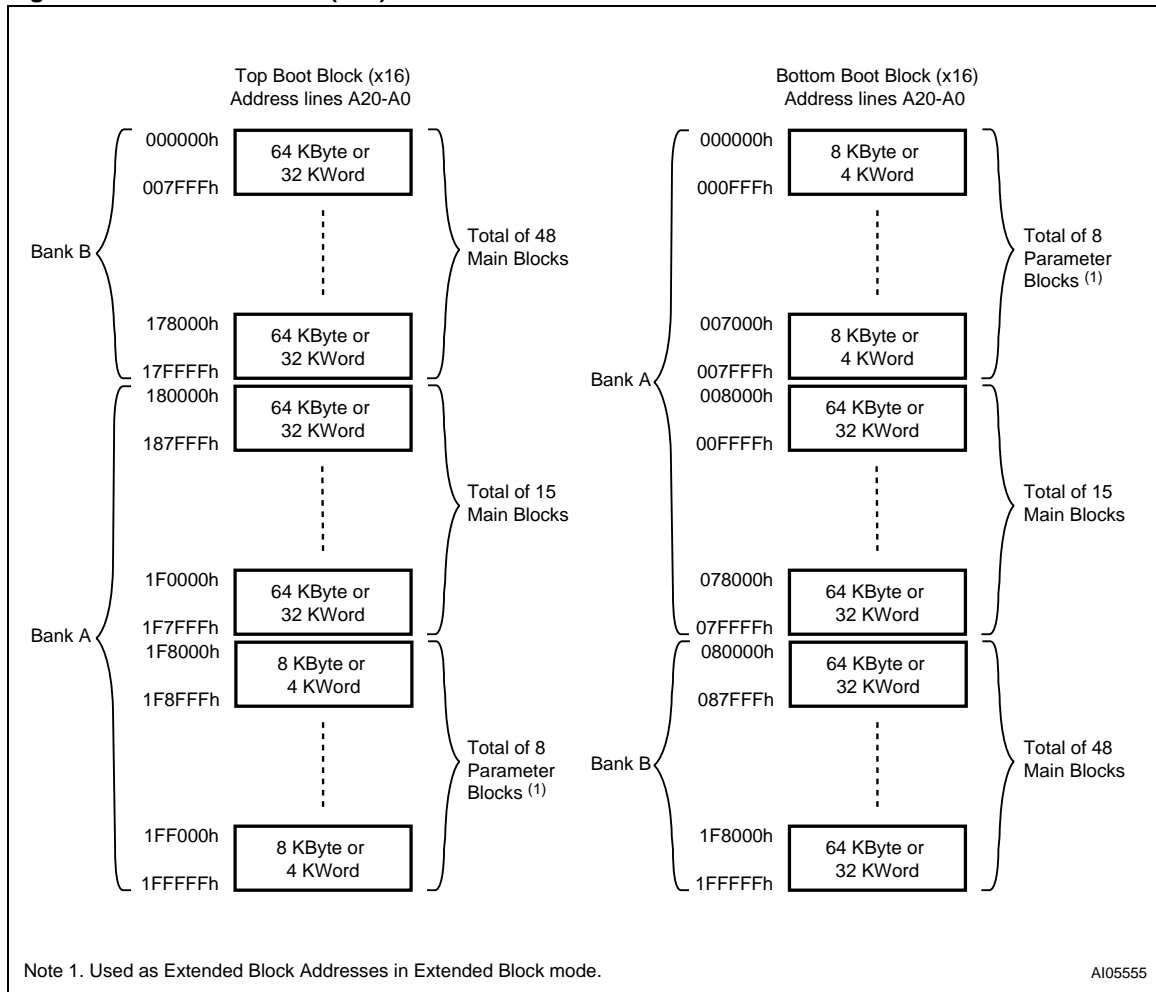 Top Boot Block (x16)
Address lines A20-A0
000000h
64 KByte or
32 KWord
007FFFh
Bank B
Total of 48
Main Blocks
178000h
64 KByte or
32 KWord
17FFFFh
180000h
64 KByte or
32 KWord
187FFFh
Total of 15
Main Blocks
1F0000h
64 KByte or
32 KWord
1F7FFFh
Bank A
1F8000h
8 KByte or
4 KWord
1F8FFFh
Total of 8
Parameter
Blocks (1)
1FF000h
8 KByte or
4 KWord
1FFFFFh
Bottom Boot Block (x16)
Address lines A20-A0
000000h
8 KByte or
4 KWord
000FFFh
Total of 8
Parameter
Blocks (1)
007000h
8 KByte or
4 KWord
007FFFh
Bank A
008000h
64 KByte or
32 KWord
00FFFFh
Total of 15
Main Blocks
078000h
64 KByte or
32 KWord
07FFFFh
080000h
64 KByte or
32 KWord
087FFFh
Bank B
Total of 48
Main Blocks
1F8000h
64 KByte or
32 KWord
1FFFFFh
Note 1. Used as Extended Block Addresses in Extended Block mode.
AI05555